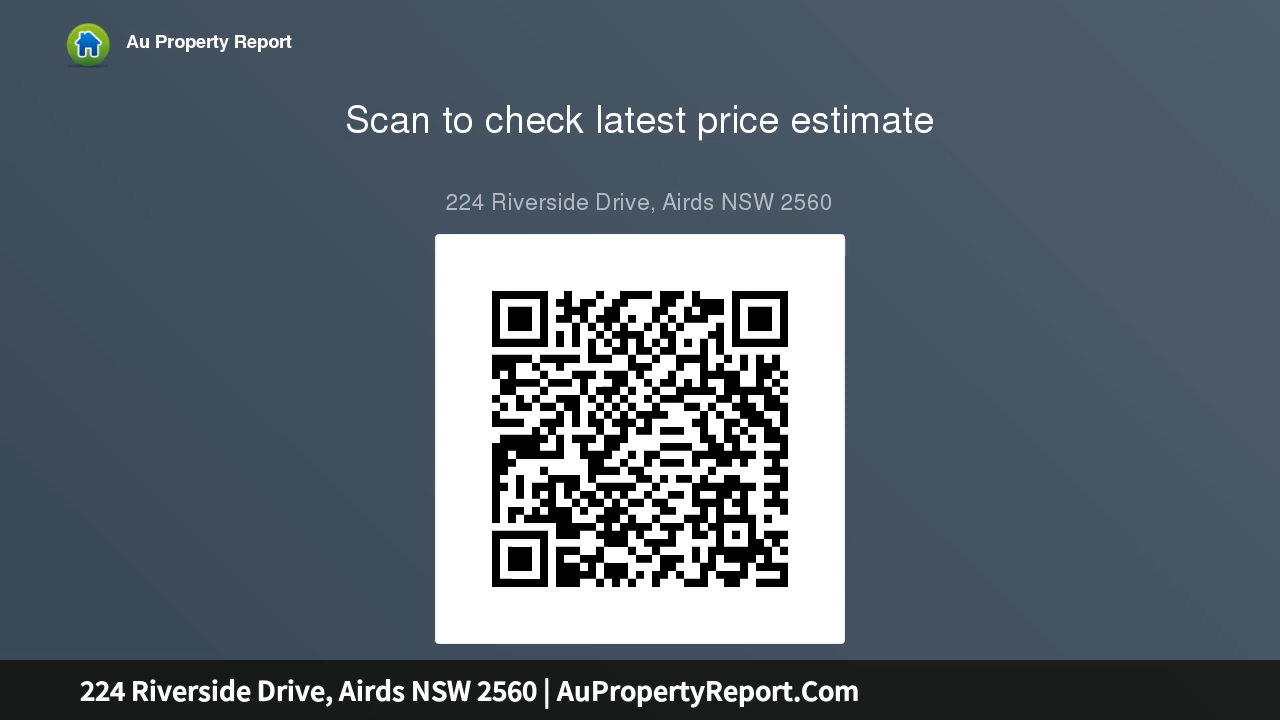 Au Property Report
Scan to check latest price estimate
224 Riverside Drive, Airds NSW 2560
224 Riverside Drive, Airds NSW 2560 | AuPropertyReport.Com